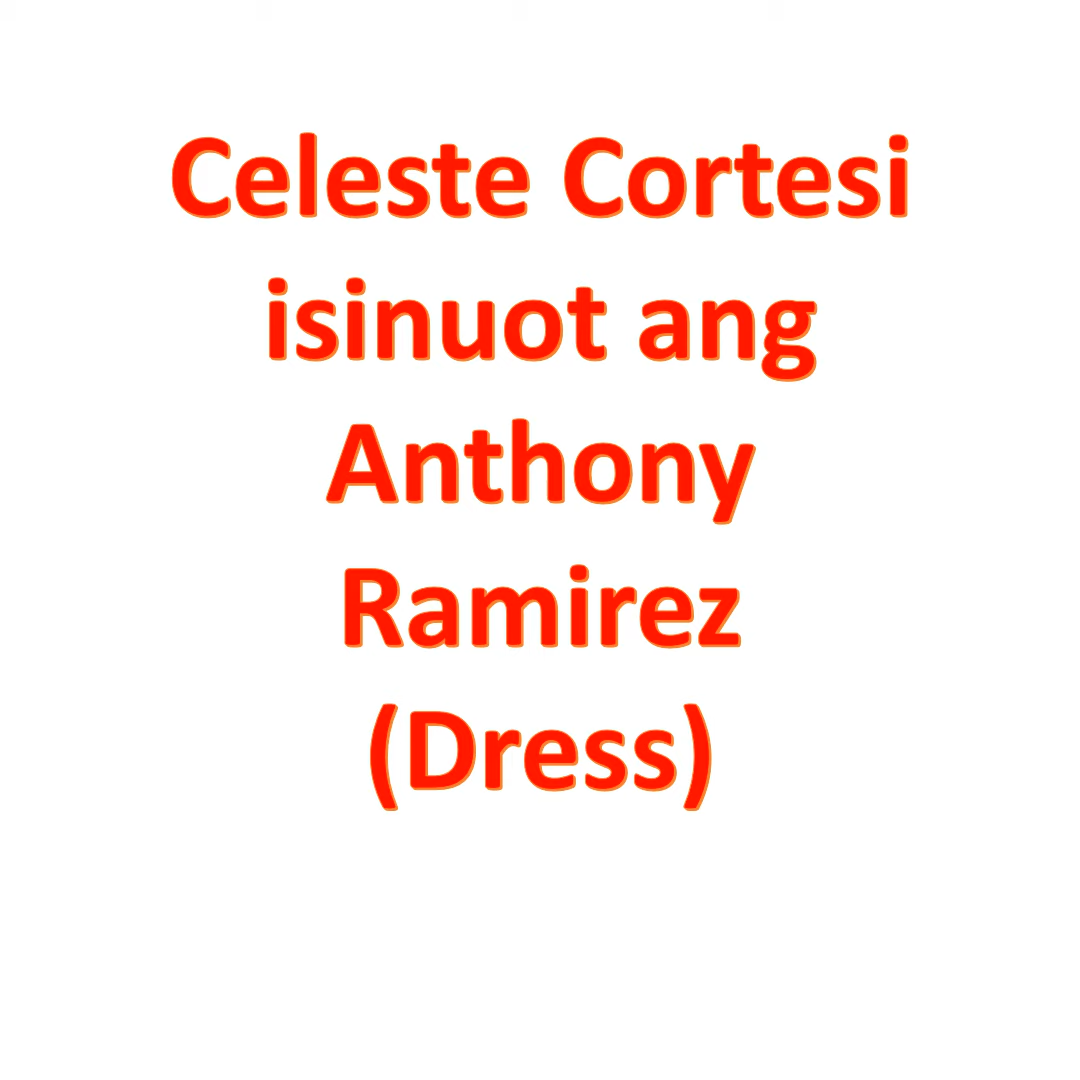 Celeste Cortesi
isinuot ang
Anthony
Ramirez
(Dress)